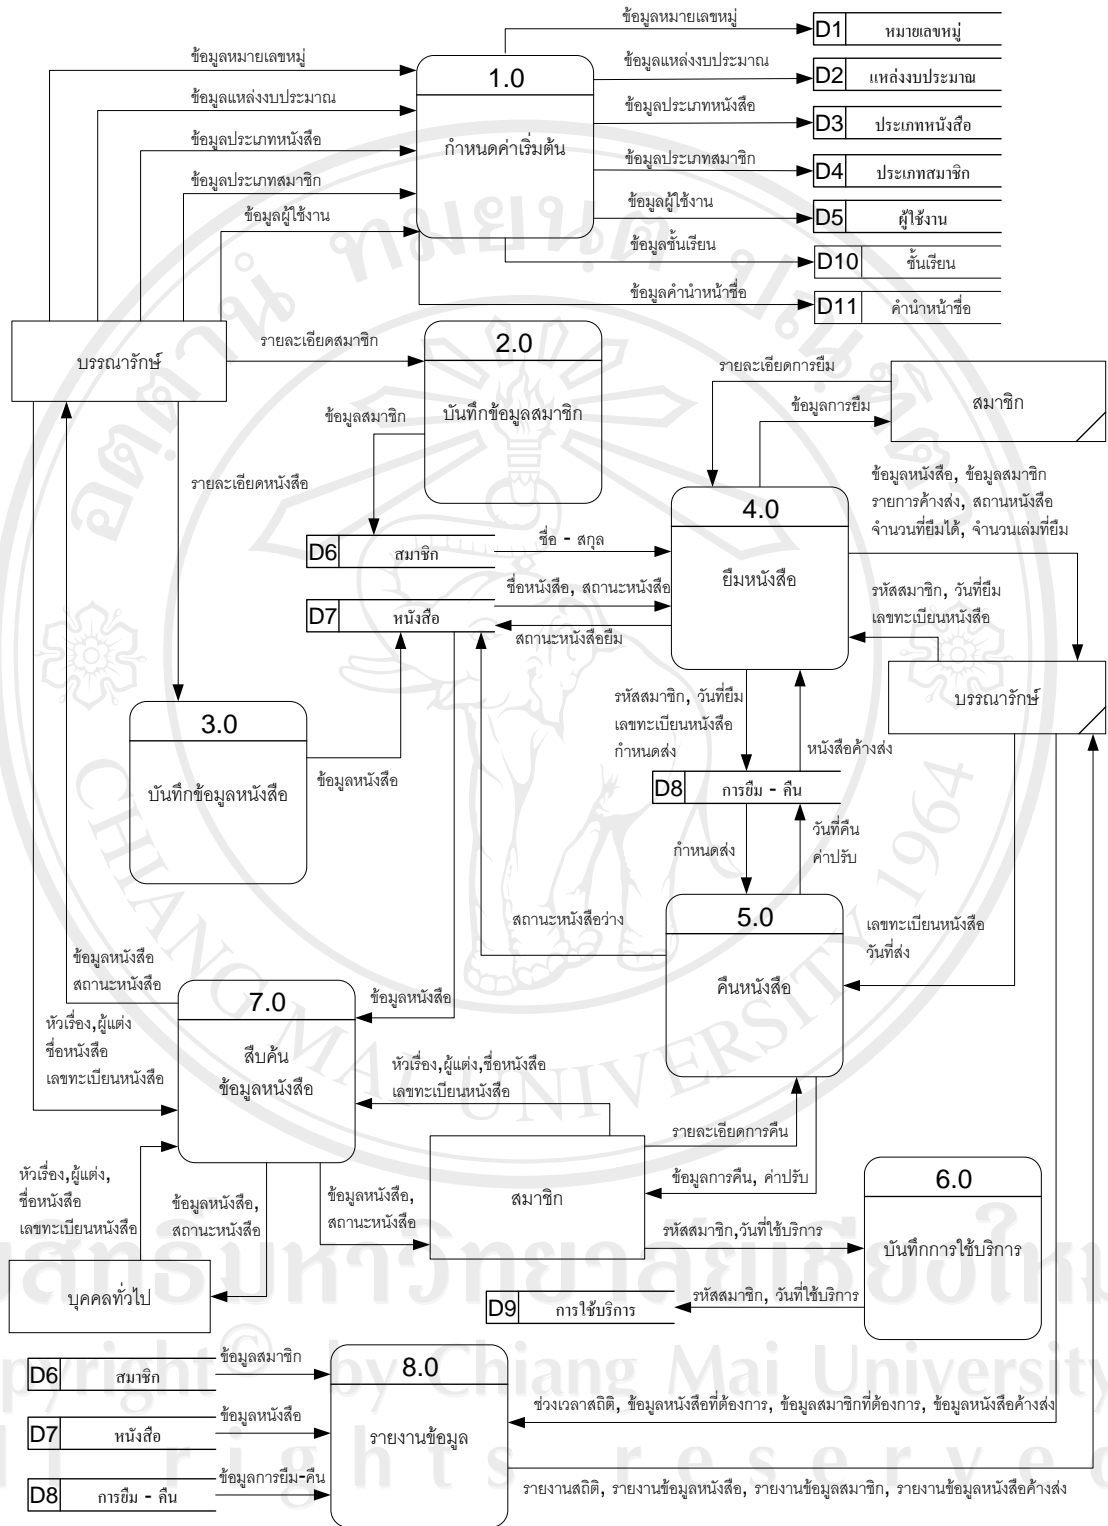 ข้อมูลหมายเลขหมู่
D1 หมายเลขหมู่
ข้อมูลหมายเลขหมู่
1.0
ข้อมูลแหล่งงบประมาณ
D2 แหล่งงบประมาณ
ข้อมูลแหล่งงบประมาณ
ข้อมูลประเภทหนังสือ
D3 ประเภทหนังสือ
ข้อมูลประเภทหนังสือ
กำหนดค่าเริ่มต้น
ข้อมูลประเภทสมาชิก
D4 ประเภทสมาชิก
ข้อมูลประเภทสมาชิก
ข้อมูลผู้ใช้งาน
D5 ผู้ใช้งาน
ข้อมูลผู้ใช้งาน
ข้อมูลชั้นเรียน
D10 ชั้นเรียน
ข้อมูลคำนำหน้าชื่อ
D11 คำนำหน้าชื่อ
บรรณารักษ์
รายละเอียดสมาชิก
2.0
บันทึกข้อมูลสมาชิก
ข้อมูลสมาชิก
รายละเอียดการยืม
ข้อมูลการยืม
สมาชิก
รายละเอียดหนังสือ
4.0
ยืมหนังสือ
ข้อมูลหนังสือ, ข้อมูลสมาชิก
รายการค้างส่ง, สถานหนังสือ
จำนวนที่ยืมได้, จำนวนเล่มที่ยืม
D6 สมาชิก
ชื่อ - สกุล
ชื่อหนังสือ, สถานะหนังสือ
D7 หนังสือ
สถานะหนังสือยืม
รหัสสมาชิก, วันที่ยืม
เลขทะเบียนหนังสือ
บรรณารักษ์
3.0
บันทึกข้อมูลหนังสือ
ข้อมูลหนังสือ
รหัสสมาชิก, วันที่ยืม
เลขทะเบียนหนังสือ
กำหนดส่ง
หนังสือค้างส่ง
D8 การยืม - คืน
กำหนดส่ง
วันที่คืน
ค่าปรับ
5.0
คืนหนังสือ
สถานะหนังสือว่าง
เลขทะเบียนหนังสือ
วันที่ส่ง
ข้อมูลหนังสือ
สถานะหนังสือ
7.0
สืบค้น
ข้อมูลหนังสือ
ข้อมูลหนังสือ
หัวเรื่อง,ผู้แต่ง
ชื่อหนังสือ
เลขทะเบียนหนังสือ
หัวเรื่อง,ผู้แต่ง,ชื่อหนังสือ
เลขทะเบียนหนังสือ
รายละเอียดการคืน
ข้อมูลการคืน, ค่าปรับ
สมาชิก
6.0
บันทึกการใช้บริการ
หัวเรื่อง,ผู้แต่ง,
ชื่อหนังสือ
เลขทะเบียนหนังสือ
ข้อมูลหนังสือ,
สถานะหนังสือ
ข้อมูลหนังสือ,
สถานะหนังสือ
รหัสสมาชิก,วันที่ใช้บริการ
บุคคลทั่วไป
D9 การใช้บริการ
รหัสสมาชิก, วันที่ใช้บริการ
D6 สมาชิก
ข้อมูลสมาชิก
8.0
รายงานข้อมูล
D7 หนังสือ
ข้อมูลหนังสือ
ช่วงเวลาสถิติ, ข้อมูลหนังสือที่ต้องการ, ข้อมูลสมาชิกที่ต้องการ, ข้อมูลหนังสือค้างส่ง
D8 การยืม - คืน
ข้อมูลการยืม-คืน
รายงานสถิติ, รายงานข้อมูลหนังสือ, รายงานข้อมูลสมาชิก, รายงานข้อมูลหนังสือค้างส่ง
CHIANG MAI UNIVERSITY 1964
by Chiang Mai University
rights reserved